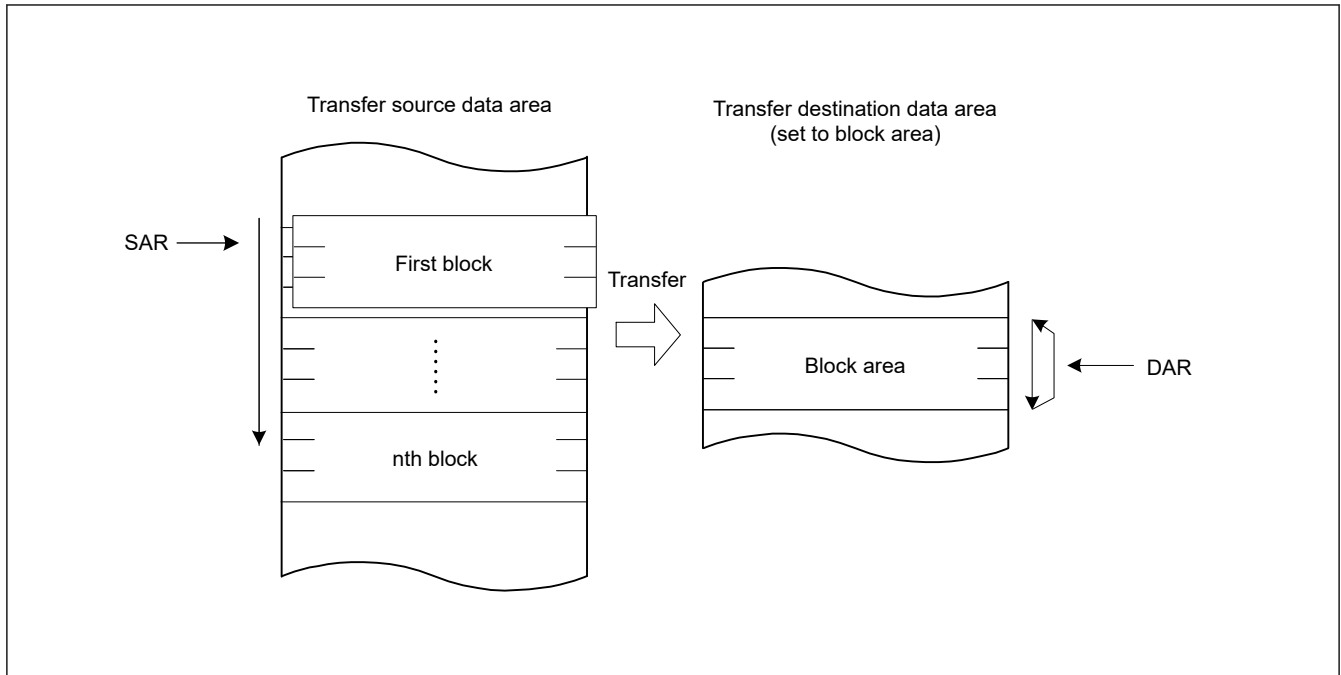 Transfer source data area
Transfer destination data area
(set to block area)
SAR
First block
Transfer
Block area
DAR
nth block